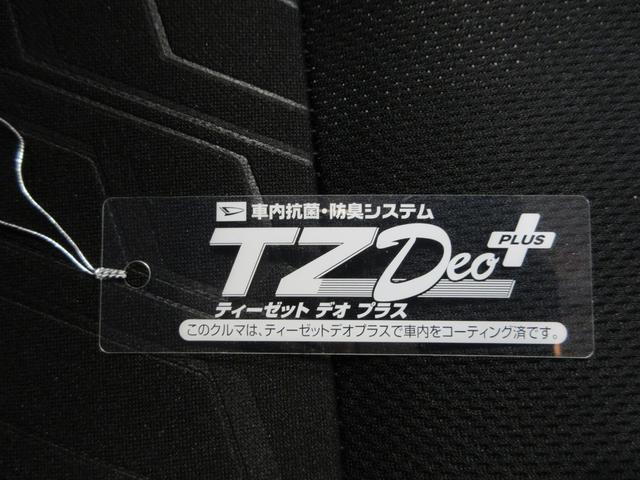 車内抗菌・防臭システム
TZ Deo PLUS
ティーゼット デオ プラス
このクルマは、ティーゼットデオプラスで車内をコーティング済です。